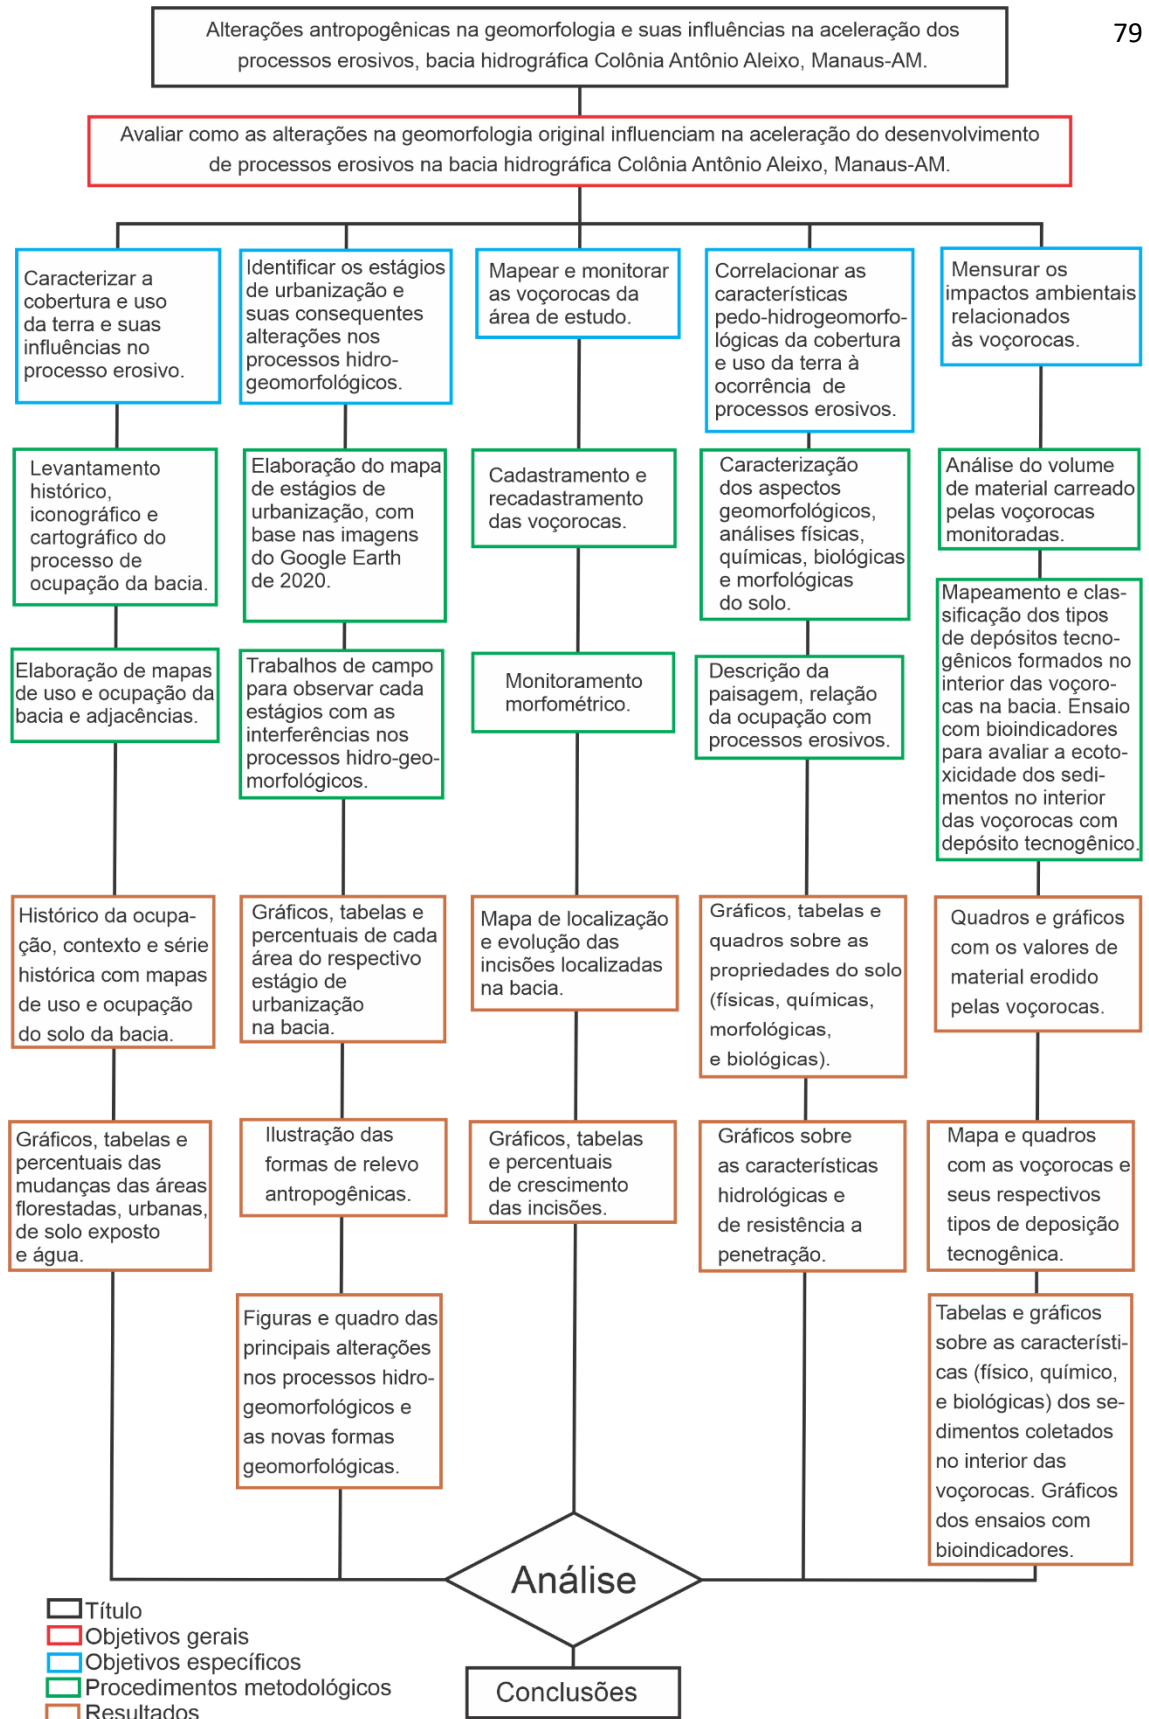 79
Alterações antropogênicas na geomorfologia e suas influências na aceleração dos
processos erosivos, bacia hidrográfica Colônia Antônio Aleixo, Manaus-AM.
Avaliar como as alterações na geomorfologia original influenciam na aceleração do desenvolvimento
de processos erosivos na bacia hidrográfica Colônia Antônio Aleixo, Manaus-AM.
Caracterizar a
cobertura e uso
da terra e suas
influências no
processo erosivo.
Levantamento
histórico,
iconográfico e
cartográfico do
processo de
ocupação da bacia.
Elaboração de mapas
de uso e ocupação da
bacia e adjacências.
Histórico da ocupa-
ção, contexto e série
histórica com mapas
de uso e ocupação
do solo da bacia.
Gráficos, tabelas e
percentuais das
mudanças das áreas
florestadas, urbanas,
de solo exposto
e água.
Identificar os estágios
de urbanização e
suas consequentes
alterações nos
processos hidro-
geomorfológicos.
Elaboração do mapa
de estágios de
urbanização, com
base nas imagens
do Google Earth
de 2020.
Trabalhos de campo
para observar cada
estágios com as
interferências nos
processos hidro-geo-
morfológicos.
Gráficos, tabelas e
percentuais de cada
área do respectivo
estágio de
urbanização
na bacia.
Ilustração das
formas de relevo
antropogênicas.
Figuras e quadro das
principais alterações
nos processos hidro-
geomorfológicos e
as novas formas
geomorfológicas.
Mapear e monitorar
as voçorocas da
área de estudo.
Cadastramento e
recadastramento
das voçorocas.
Monitoramento
morfométrico.
Mapa de localização
e evolução das
incisões localizadas
na bacia.
Gráficos, tabelas
e percentuais
de crescimento
das incisões.
Correlacionar as
características
pedo-hidrogeomorfo-
lógicas da cobertura
e uso da terra à
ocorrência de
processos erosivos.
Caracterização
dos aspectos
geomorfológicos,
análises físicas,
químicas, biológicas
e morfológicas
do solo.
Descrição da
paisagem, relação
da ocupação com
processos erosivos.
Gráficos, tabelas e
quadros sobre as
propriedades do solo
(físicas, químicas,
morfológicas,
e biológicas).
Gráficos sobre
as características
hidrológicas e
de resistência a
penetração.
Mensurar os
impactos ambientais
relacionados
às voçorocas.
Análise do volume
de material carreado
pelas voçorocas
monitoradas.
Mapeamento e clas-
sificação dos tipos
de depósitos tecno-
gênicos formados no
interior das voçoro-
cas na bacia. Ensaio
com bioindicadores
para avaliar a ecoto-
xicidade dos sedi-
mentos no interior
das voçorocas com
depósito tecnogênico.
Quadros e gráficos
com os valores de
material erodido
pelas voçorocas.
Mapa e quadros
com as voçorocas e
seus respectivos
tipos de deposição
tecnogênica.
Tabelas e gráficos
sobre as característi-
cas (físico, químico,
e biológicas) dos se-
dimentos coletados
no interior das
voçorocas. Gráficos
dos ensaios com
bioindicadores.
Análise
Conclusões
Título
Objetivos gerais
Objetivos específicos
Procedimentos metodológicos
Resultados